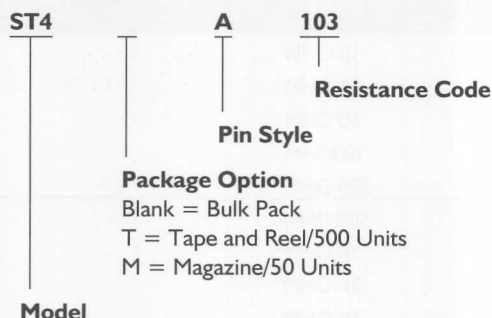 ST4 A 103
Resistance Code
Pin Style
Package Option
Blank = Bulk Pack
T = Tape and Reel/500 Units
M = Magazine/50 Units
Model